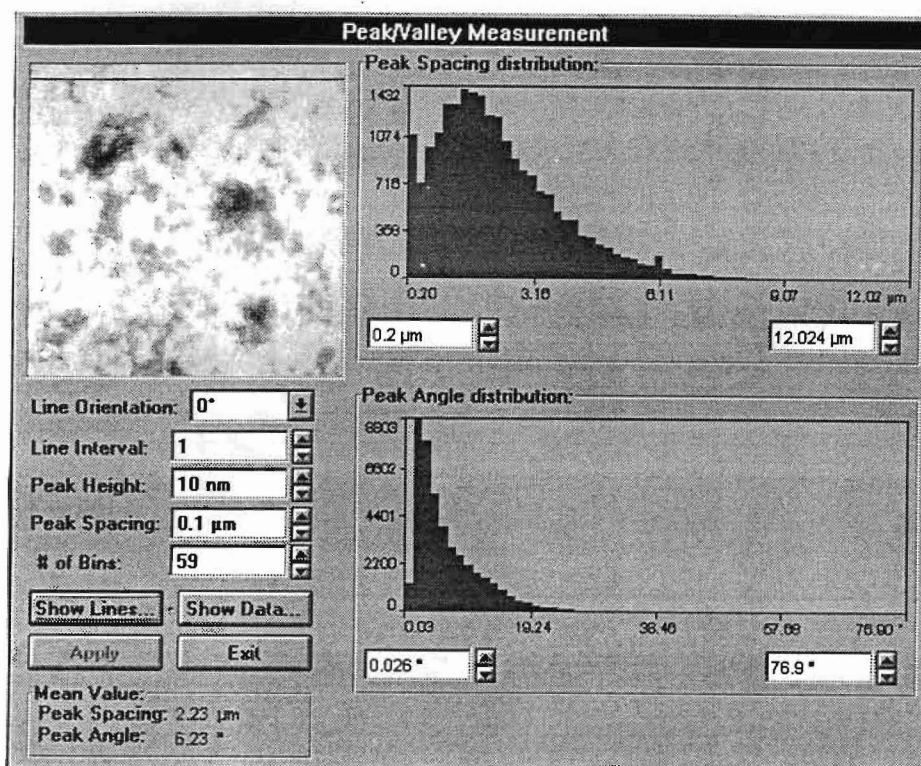 Peak/Valley Measurement
Peak Spacing distribution:
1432
1074
716
358
0
0.20 3.16 6.11 9.07 12.02 µm
0.2 µm 12.024 µm
Line Orientation: 0°
Line Interval: 1
Peak Height: 10 nm
Peak Spacing: 0.1 µm
# of Bins: 59
Show Lines... Show Data...
Apply Exit
Mean Value:
Peak Spacing: 2.23 µm
Peak Angle: 6.23 °
Peak Angle distribution:
8803
6602
4401
2200
0
0.03 19.24 38.46 57.68 76.90 °
0.026 ° 76.9 °